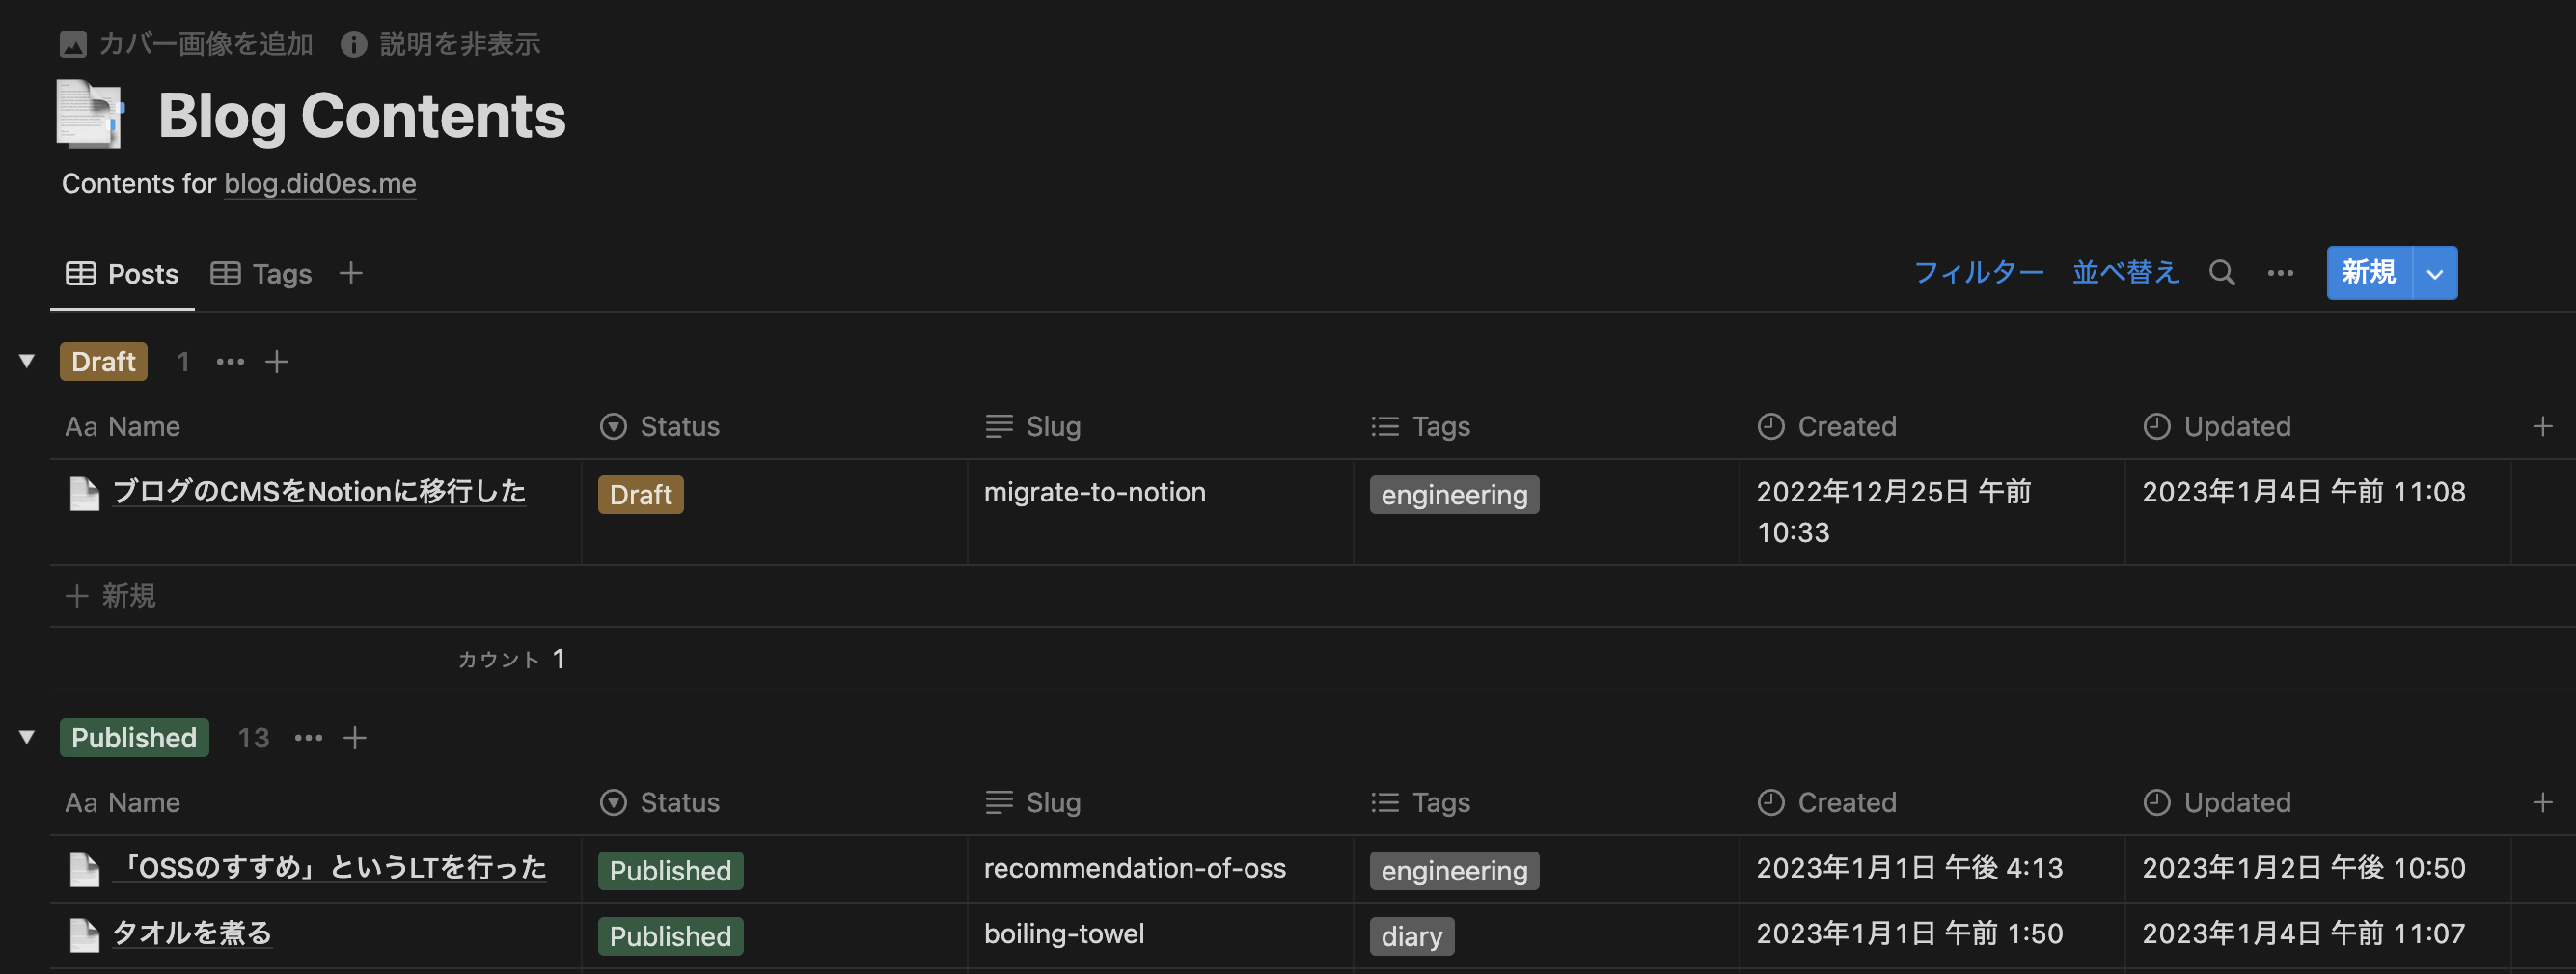 カバー画像を追加 説明を非表示
Blog Contents
Contents for blog.did0es.me
Posts Tags
フィルター 並べ替え 新規
Draft 1
Aa Name Status Slug Tags Created Updated
ブログのCMSをNotionに移行した Draft migrate-to-notion engineering 2022年12月25日 午前 2023年1月4日 午前 11:08
10:33
新規
カウント 1
Published 13
Aa Name Status Slug Tags Created Updated
「OSSのすすめ」というLTを行った Published recommendation-of-oss engineering 2023年1月1日 午後 4:13 2023年1月2日 午後 10:50
タオルを煮る Published boiling-towel diary 2023年1月1日 午前 1:50 2023年1月4日 午前 11:07